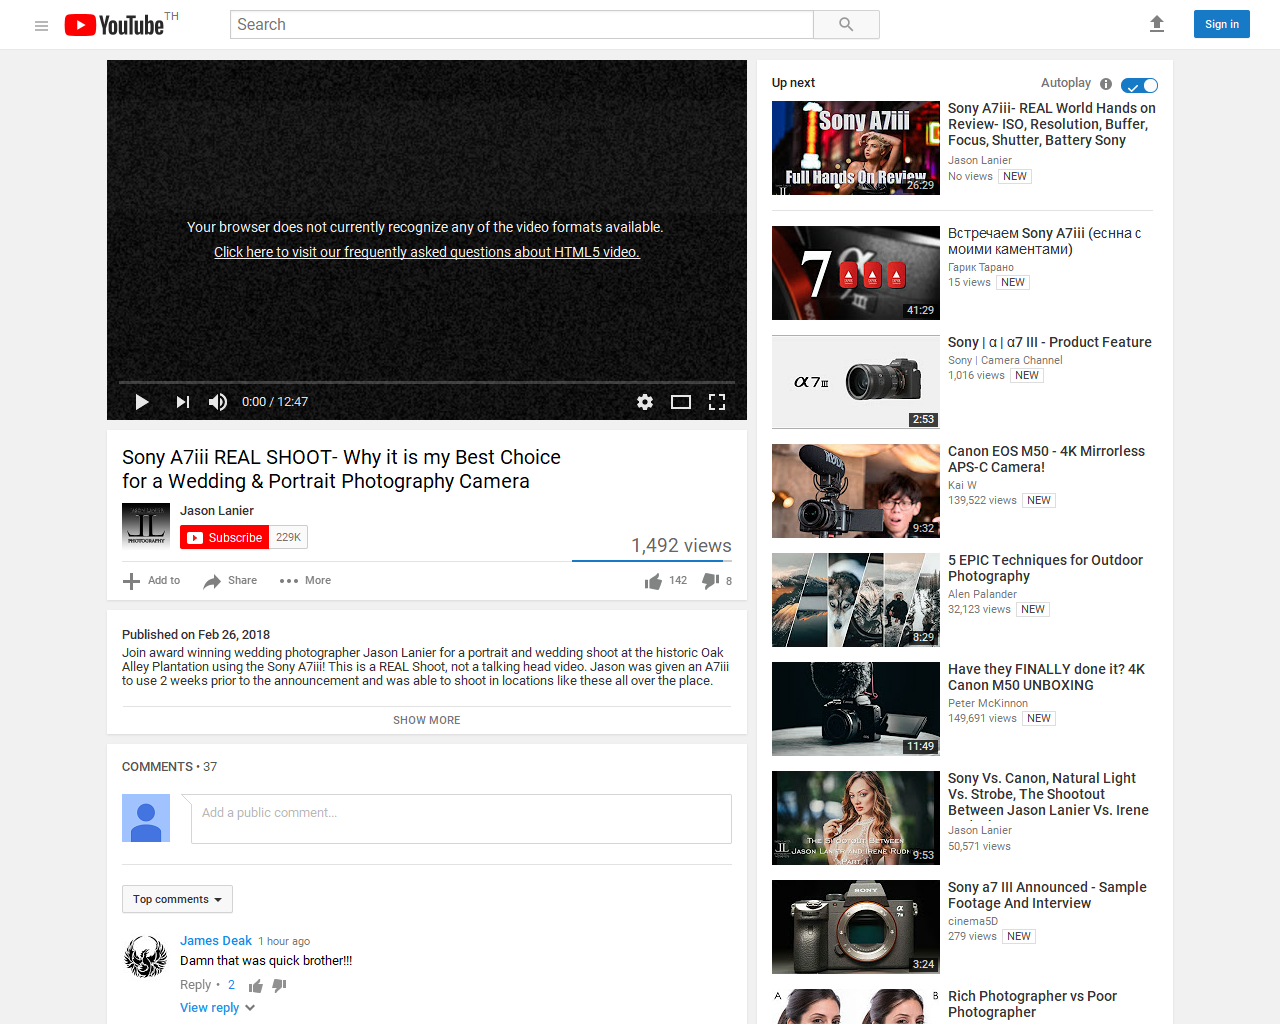 YouTube TH
Search
Sign in
Your browser does not currently recognize any of the video formats available.
Click here to visit our frequently asked questions about HTML5 video.
0:00 / 12:47
Sony A7iii REAL SHOOT- Why it is my Best Choice
for a Wedding & Portrait Photography Camera
Jason Lanier
Subscribe 229K
1,492 views
Add to Share More 142 8
Published on Feb 26, 2018
Join award winning wedding photographer Jason Lanier for a portrait and wedding shoot at the historic Oak
Alley Plantation using the Sony A7iii! This is a REAL Shoot, not a talking head video. Jason was given an A7iii
to use 2 weeks prior to the announcement and was able to shoot in locations like these all over the place.
SHOW MORE
COMMENTS • 37
Add a public comment...
Top comments
James Deak 1 hour ago
Damn that was quick brother!!!
Reply • 2
View reply
Up next
Autoplay
Sony A7iii
Full Hands On Review
26:29
Sony A7iii- REAL World Hands on
Review- ISO, Resolution, Buffer,
Focus, Shutter, Battery Sony
Jason Lanier
No views NEW
7
41:29
Встречаем Sony A7iii (если с
моими каментами)
Гарик Тарано
15 views NEW
α7III
2:53
Sony | α | α7 III - Product Feature
Sony | Camera Channel
1,016 views NEW
9:32
Canon EOS M50 - 4K Mirrorless
APS-C Camera!
Kai W
139,522 views NEW
8:29
5 EPIC Techniques for Outdoor
Photography
Alen Palander
32,123 views NEW
11:49
Have they FINALLY done it? 4K
Canon M50 UNBOXING
Peter McKinnon
149,691 views NEW
The Shootout Between
Jason Lanier and Irene Rudn
Part 1
9:53
Sony Vs. Canon, Natural Light
Vs. Strobe, The Shootout
Between Jason Lanier Vs. Irene
Jason Lanier
50,571 views
SONY
3:24
Sony a7 III Announced - Sample
Footage And Interview
cinema5D
279 views NEW
A B
Rich Photographer vs Poor
Photographer